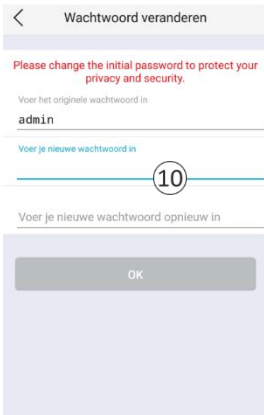 Wachtwoord veranderen
Please change the initial password to protect your
privacy and security.
Voer het originele wachtwoord in
admin
Voer je nieuwe wachtwoord in
10
Voer je nieuwe wachtwoord opnieuw in
OK